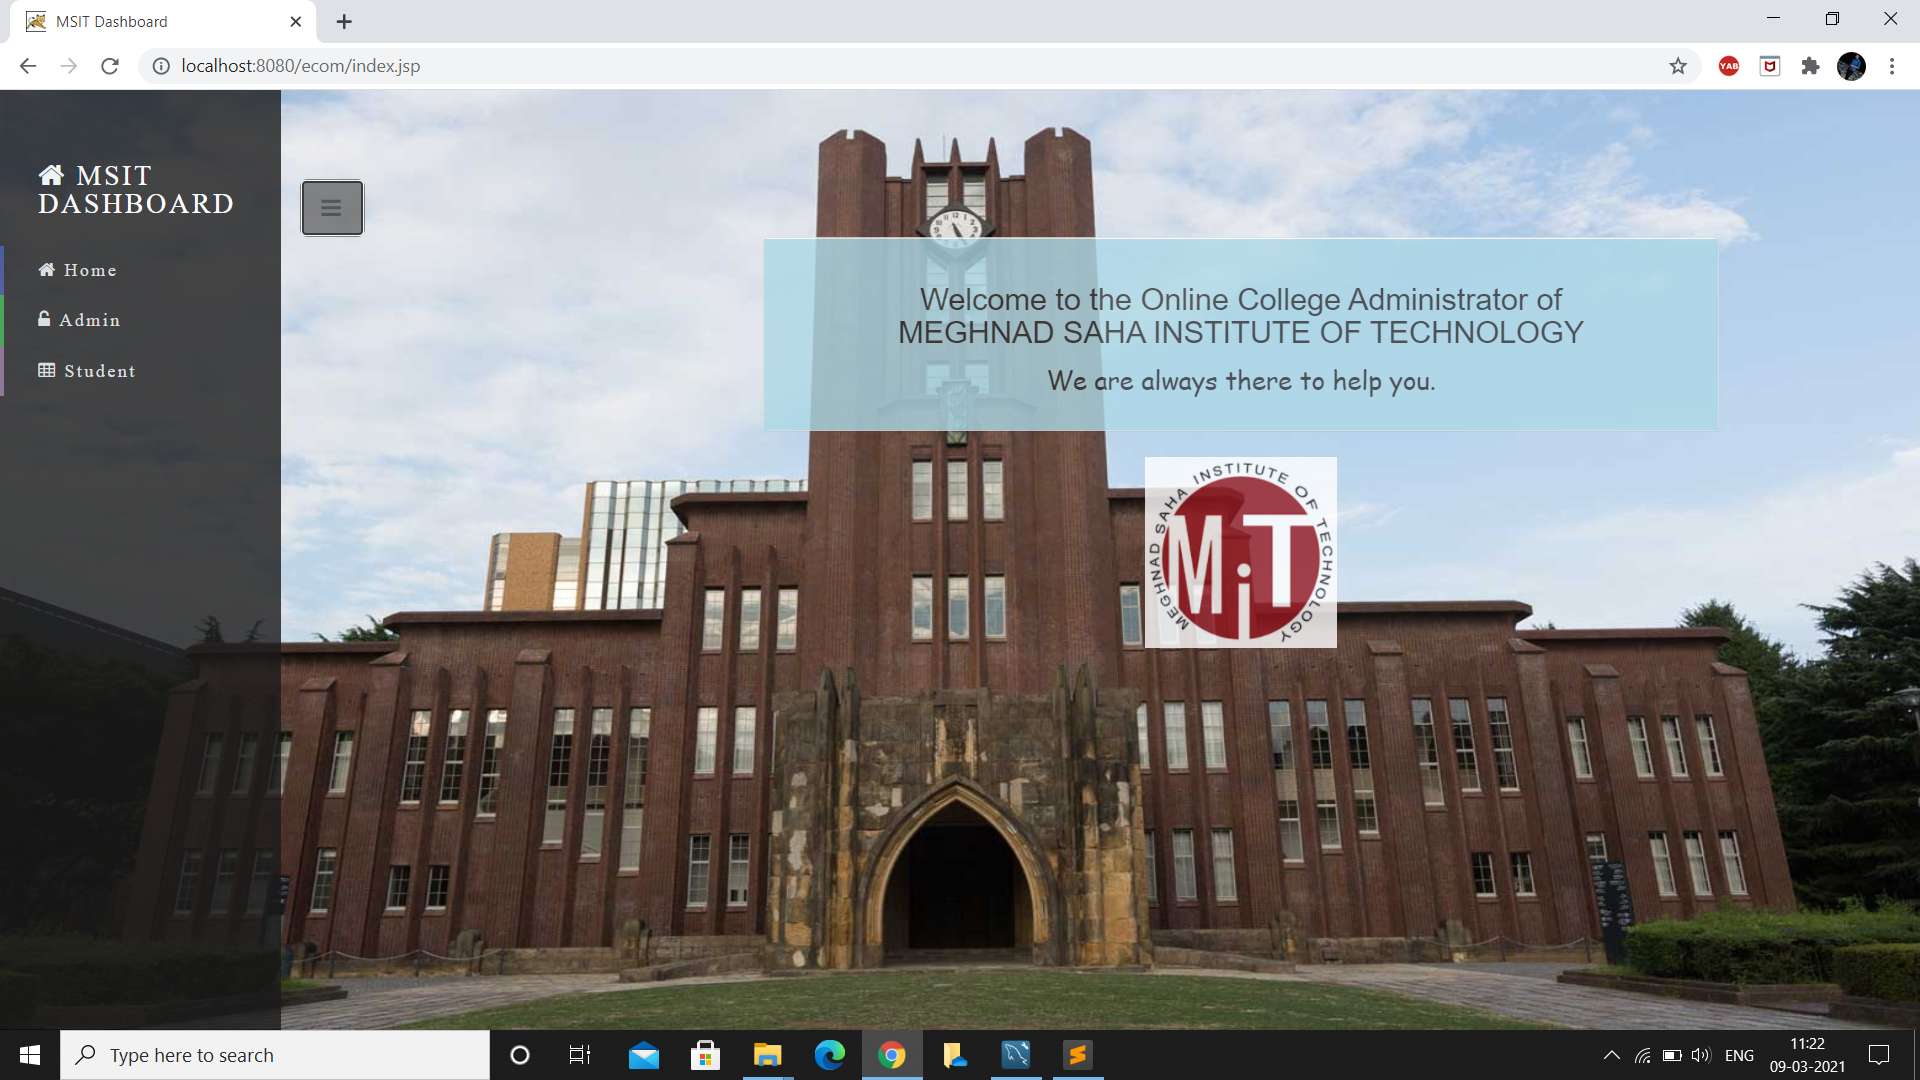 MSIT Dashboard
localhost:8080/ecom/index.jsp
YAB
MSIT
DASHBOARD
Home
Admin
Student
Welcome to the Online College Administrator of
MEGHNAD SAHA INSTITUTE OF TECHNOLOGY
We are always there to help you.
MEGHNAD SAHA INSTITUTE OF TECHNOLOGY
MiT
Type here to search
ENG
11:22
09-03-2021